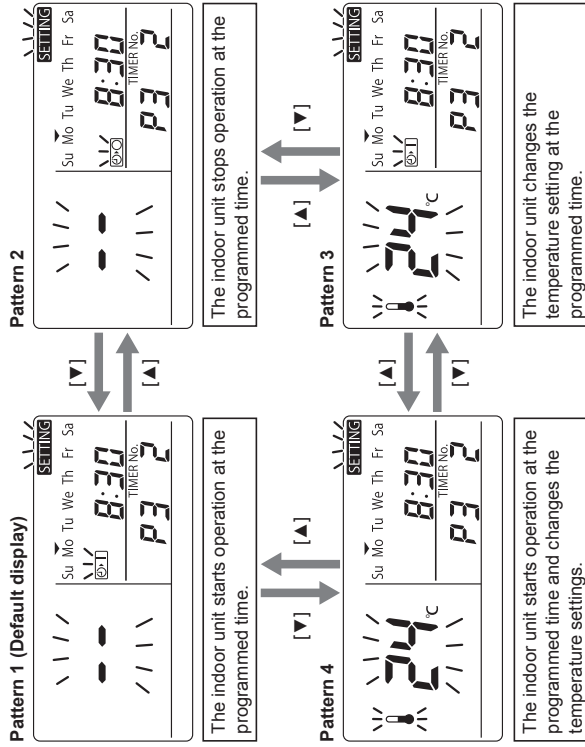 Pattern 1 (Default display)
SETTING
Su Mo Tu We Th Fr Sa
- -
8:30
TIMER No.
P3 2
The indoor unit starts operation at the
programmed time.
[▼]
[▲]
Pattern 2
SETTING
Su Mo Tu We Th Fr Sa
- -
8:30
TIMER No.
P3 2
The indoor unit stops operation at the
programmed time.
[▼]
[▲]
[▲]
[▼]
Pattern 4
SETTING
Su Mo Tu We Th Fr Sa
24 °C
8:30
TIMER No.
P3 2
The indoor unit starts operation at the
programmed time and changes the
temperature settings.
[▲]
[▼]
Pattern 3
SETTING
Su Mo Tu We Th Fr Sa
24 °C
8:30
TIMER No.
P3 2
The indoor unit changes the
temperature setting at the
programmed time.